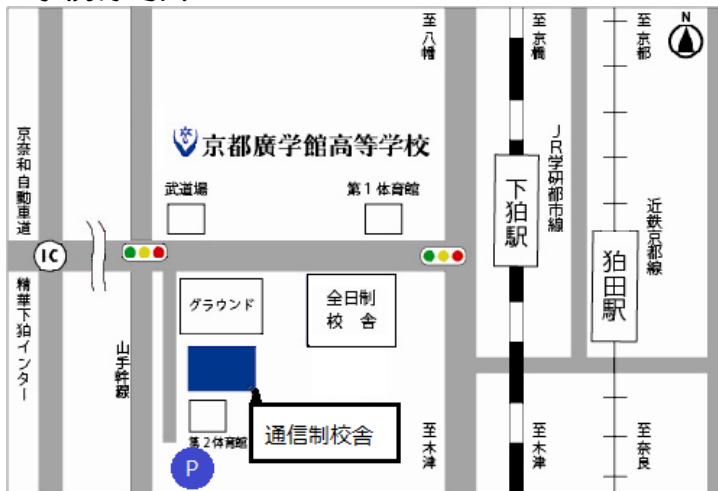 至八幡
至京橋
至京都
N
京都廣学館高等学校
京奈和自動車道
JR学研都市線
武道場
第1体育館
下狛駅
近鉄京都線
IC
狛田駅
精華下狛インター
グラウンド
全日制
校舎
山手幹線
通信制校舎
第2体育館
P
至木津
至木津
至奈良